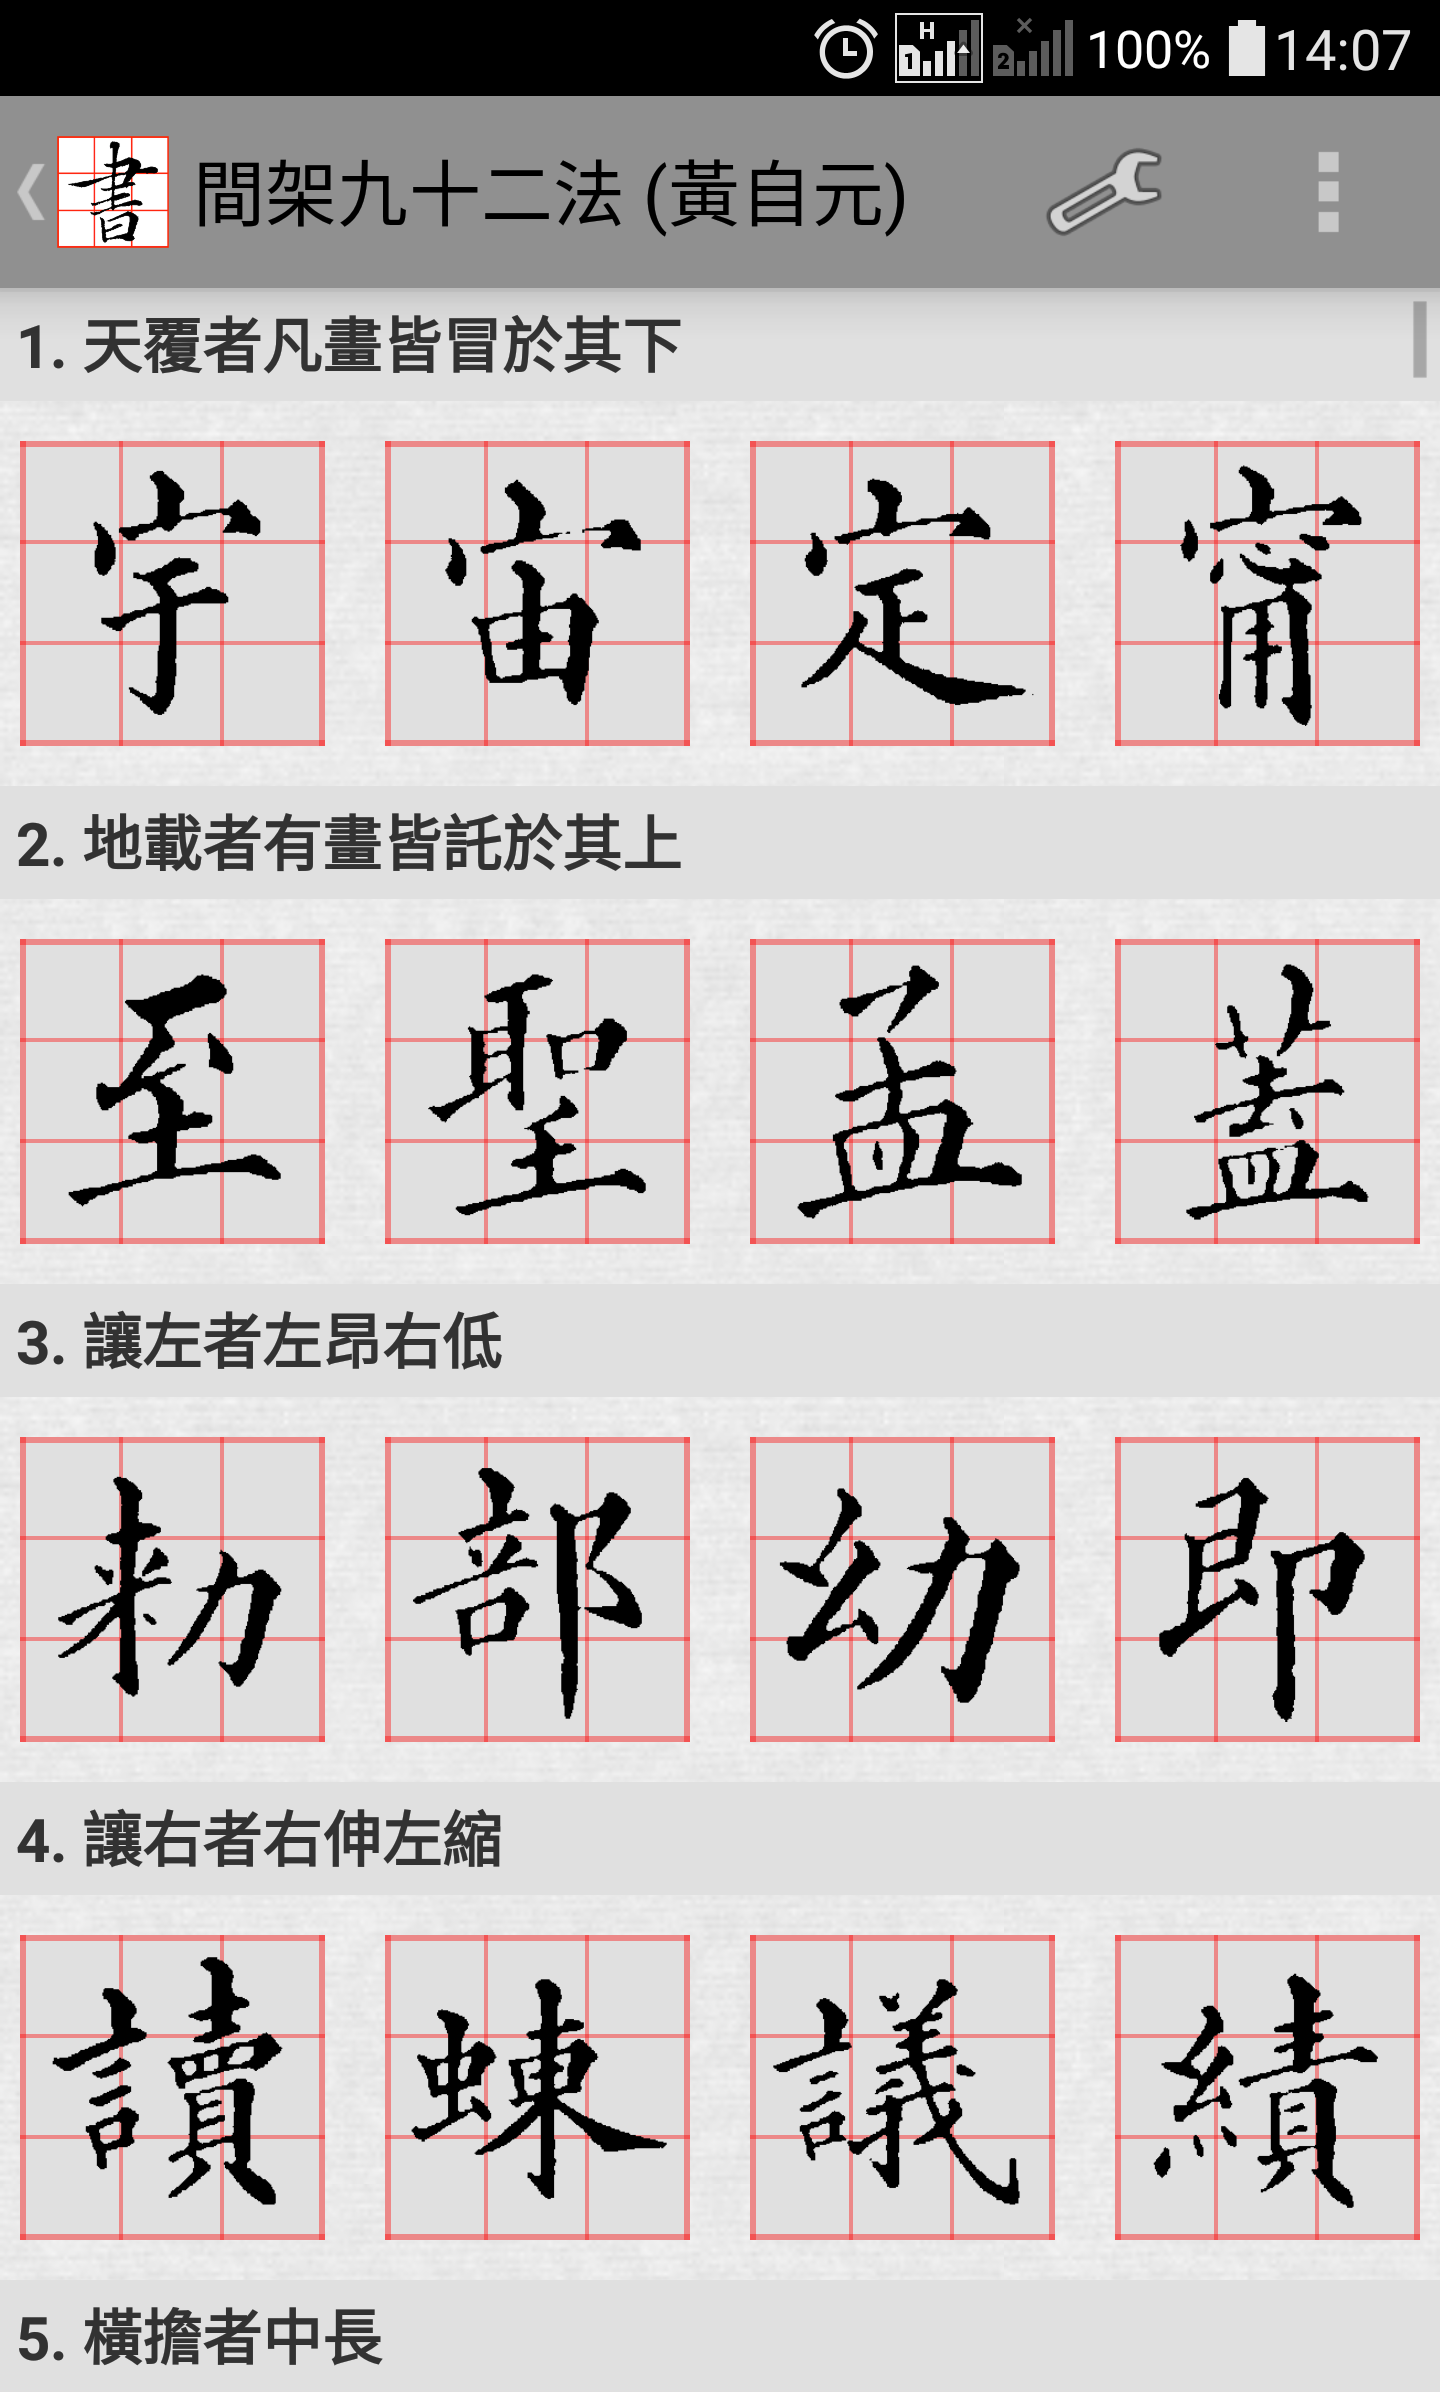 H 1 2 100% 14:07
書 間架九十二法 (黃自元)
1. 天覆者凡畫皆冒於其下
宇 宙 定 甯
2. 地載者有畫皆託於其上
至 聖 孟 蓋
3. 讓左者左昂右低
勑 部 幼 即
4. 讓右者右伸左縮
讀 蝀 議 績
5. 橫擔者中長